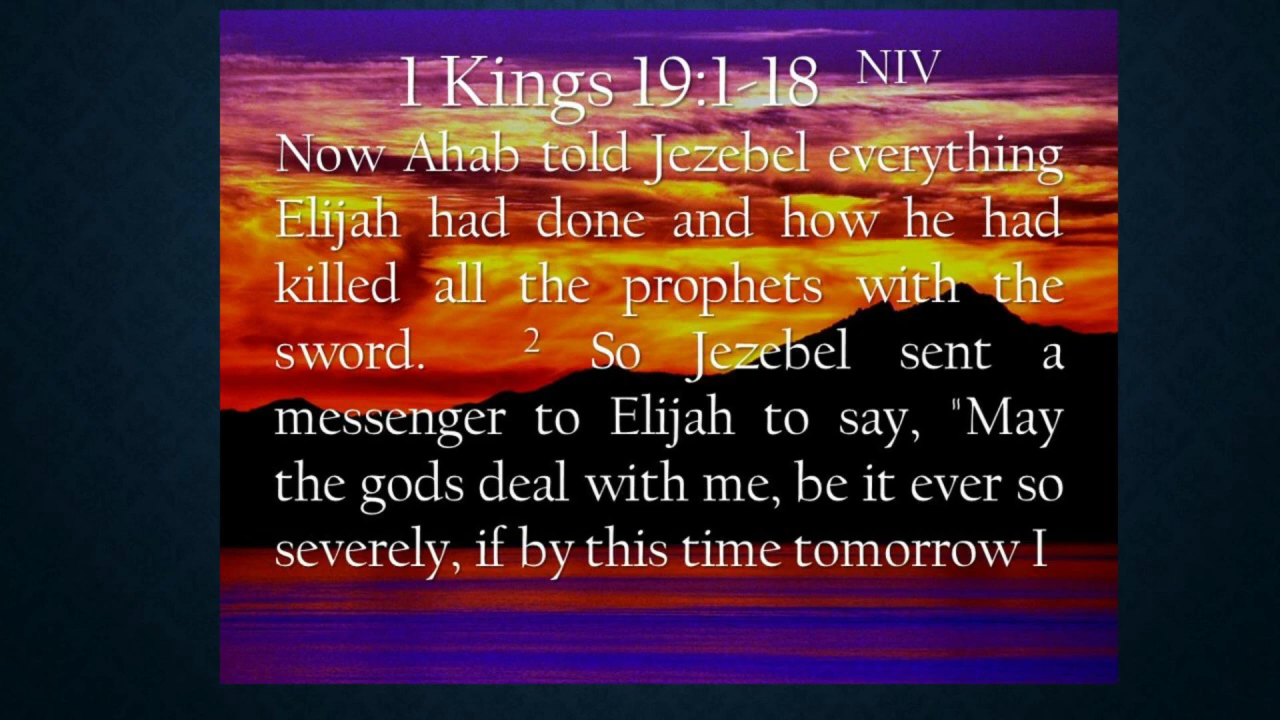 1 Kings 19:1-18 NIV
Now Ahab told Jezebel everything
Elijah had done and how he had
killed all the prophets with the
sword. 2 So Jezebel sent a
messenger to Elijah to say, "May
the gods deal with me, be it ever so
severely, if by this time tomorrow I